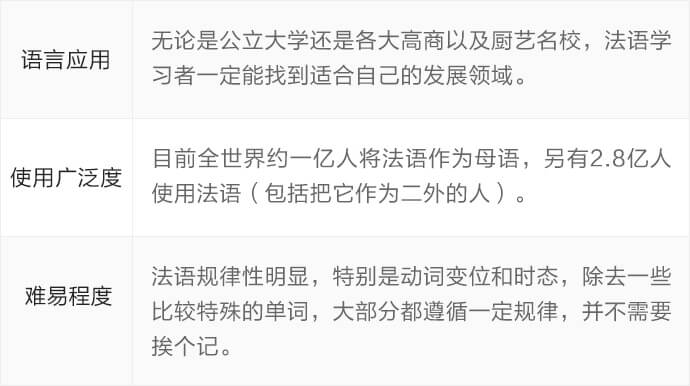 语言应用
无论是公立大学还是各大高商以及厨艺名校，法语学
习者一定能找到适合自己的发展领域。
使用广泛度
目前全世界约一亿人将法语作为母语，另有2.8亿人
使用法语（包括把它作为二外的人）。
难易程度
法语规律性明显，特别是动词变位和时态，除去一些
比较特殊的单词，大部分都遵循一定规律，并不需要
挨个记。